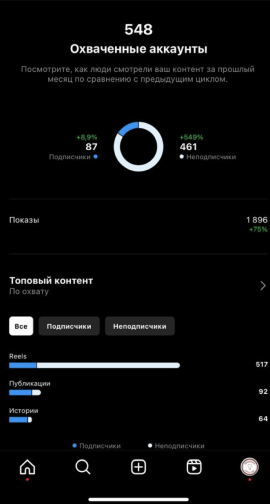 548
Охваченные аккаунты
Посмотрите, как люди смотрели ваш контент за прошлый
месяц по сравнению с предыдущим циклом.
+8,9% +549%
87 461
Подписчики Неподписчики
Показы 1 896
+75%
Топовый контент
По охвату
Все Подписчики Неподписчики
Reels
517
Публикации
92
Истории
64
Подписчики Неподписчики